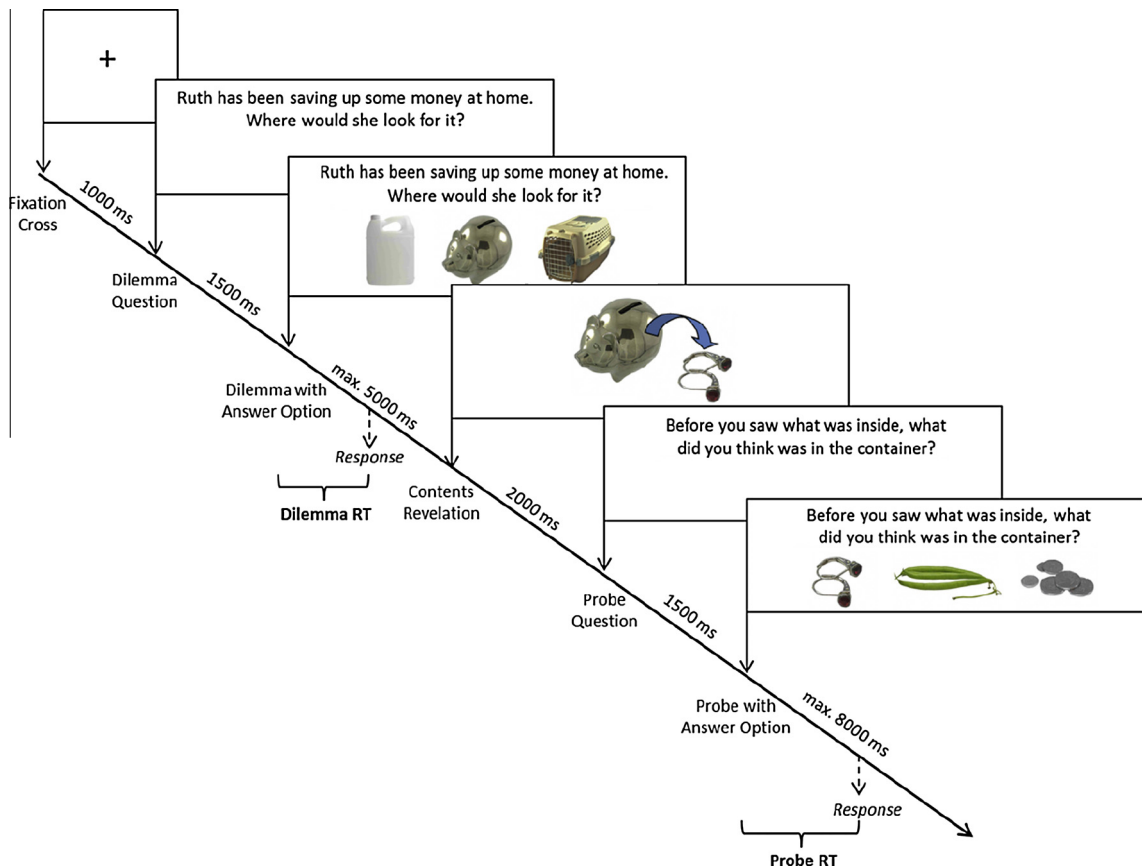 +
Ruth has been saving up some money at home.
Where would she look for it?
Ruth has been saving up some money at home.
Where would she look for it?
Fixation
Cross
1000 ms
Dilemma
Question
1500 ms
Dilemma with
Answer Option
max. 5000 ms
Response
Dilemma RT
Contents
Revelation
2000 ms
Before you saw what was inside, what
did you think was in the container?
Before you saw what was inside, what
did you think was in the container?
Probe
Question
1500 ms
Probe with
Answer Option
max. 8000 ms
Response
Probe RT